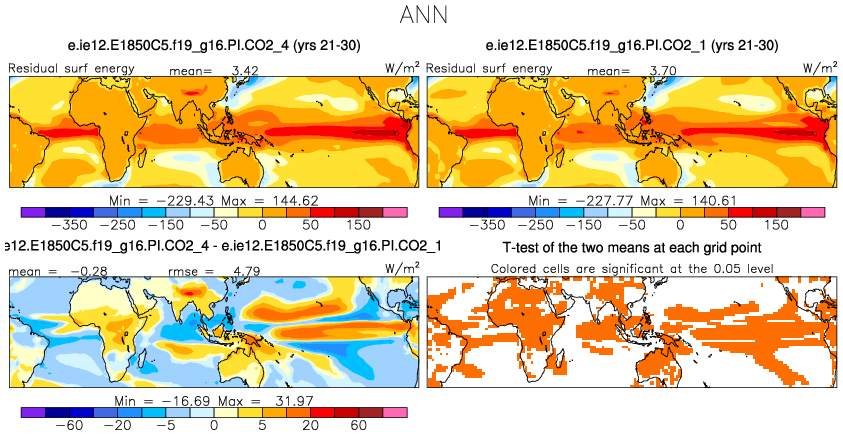 ANN
e.ie12.E1850C5.f19_g16.PI.CO2_4 (yrs 21-30)
Residual surf energy mean= 3.42 W/m²
Min = -229.43 Max = 144.62
-350 -250 -150 -50 0 50 150
e.ie12.E1850C5.f19_g16.PI.CO2_1 (yrs 21-30)
Residual surf energy mean= 3.70 W/m²
Min = -227.77 Max = 140.61
-350 -250 -150 -50 0 50 150
e12.E1850C5.f19_g16.PI.CO2_4 - e.ie12.E1850C5.f19_g16.PI.CO2_1
mean = -0.28 rmse = 4.79 W/m²
Min = -16.69 Max = 31.97
-60 -20 -5 0 5 20 60
T-test of the two means at each grid point
Colored cells are significant at the 0.05 level